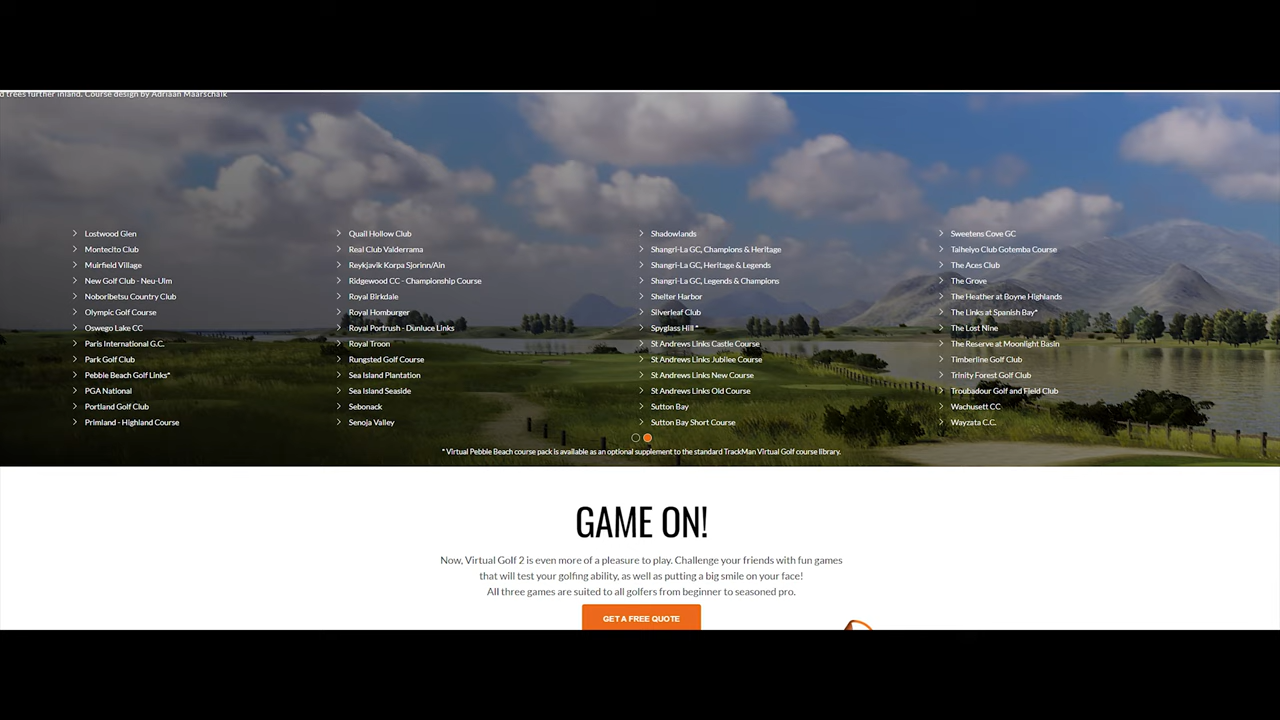 d trees further inland. Course design by Adriaan Maarschalk
Lostwood Glen
Montecito Club
Muirfield Village
New Golf Club - Neu-Ulm
Noboribetsu Country Club
Olympic Golf Course
Oswego Lake CC
Paris International G.C.
Park Golf Club
Pebble Beach Golf Links*
PGA National
Portland Golf Club
Primland - Highland Course
Quail Hollow Club
Real Club Valderrama
Reykjavik Korpa Sjorinn/Ain
Ridgewood CC - Championship Course
Royal Birkdale
Royal Homburger
Royal Portrush - Dunluce Links
Royal Troon
Rungsted Golf Course
Sea Island Plantation
Sea Island Seaside
Sebonack
Senoja Valley
Shadowlands
Shangri-La GC, Champions & Heritage
Shangri-La GC, Heritage & Legends
Shangri-La GC, Legends & Champions
Shelter Harbor
Silverleaf Club
Spyglass Hill *
St Andrews Links Castle Course
St Andrews Links Jubilee Course
St Andrews Links New Course
St Andrews Links Old Course
Sutton Bay
Sutton Bay Short Course
Sweetens Cove GC
Taiheiyo Club Gotemba Course
The Aces Club
The Grove
The Heather at Boyne Highlands
The Links at Spanish Bay*
The Lost Nine
The Reserve at Moonlight Basin
Timberline Golf Club
Trinity Forest Golf Club
Troubadour Golf and Field Club
Wachusett CC
Wayzata C.C.
* Virtual Pebble Beach course pack is available as an optional supplement to the standard TrackMan Virtual Golf course library.
GAME ON!
Now, Virtual Golf 2 is even more of a pleasure to play. Challenge your friends with fun games
that will test your golfing ability, as well as putting a big smile on your face!
All three games are suited to all golfers from beginner to seasoned pro.
GET A FREE QUOTE